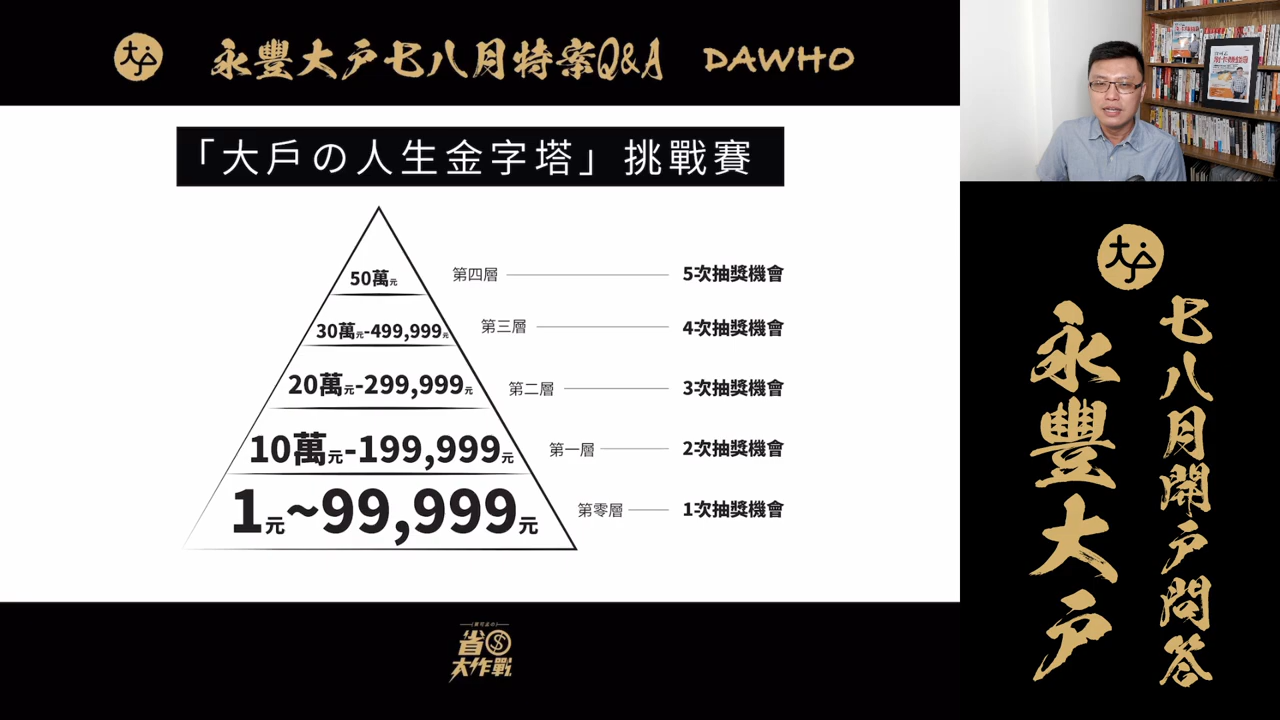 大戶
永豐大戶七八月特案Q&A
DAWHO
「大戶の人生金字塔」挑戰賽
50萬元 第四層 5次抽獎機會
30萬元-499,999元 第三層 4次抽獎機會
20萬元-299,999元 第二層 3次抽獎機會
10萬元-199,999元 第一層 2次抽獎機會
1元~99,999元 第零層 1次抽獎機會
省
大作戰
大戶
七八月開戶問答
永豐大戶